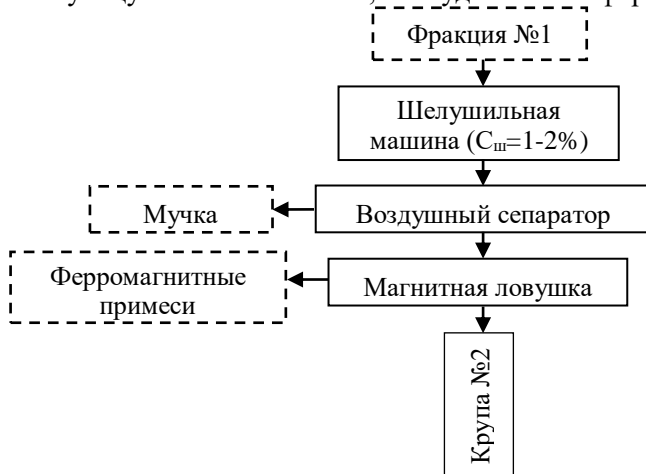 Фракция №1
Шелушильная
машина (Сш=1-2%)
Мучка
Воздушный сепаратор
Ферромагнитные
примеси
Магнитная ловушка
Крупа №2